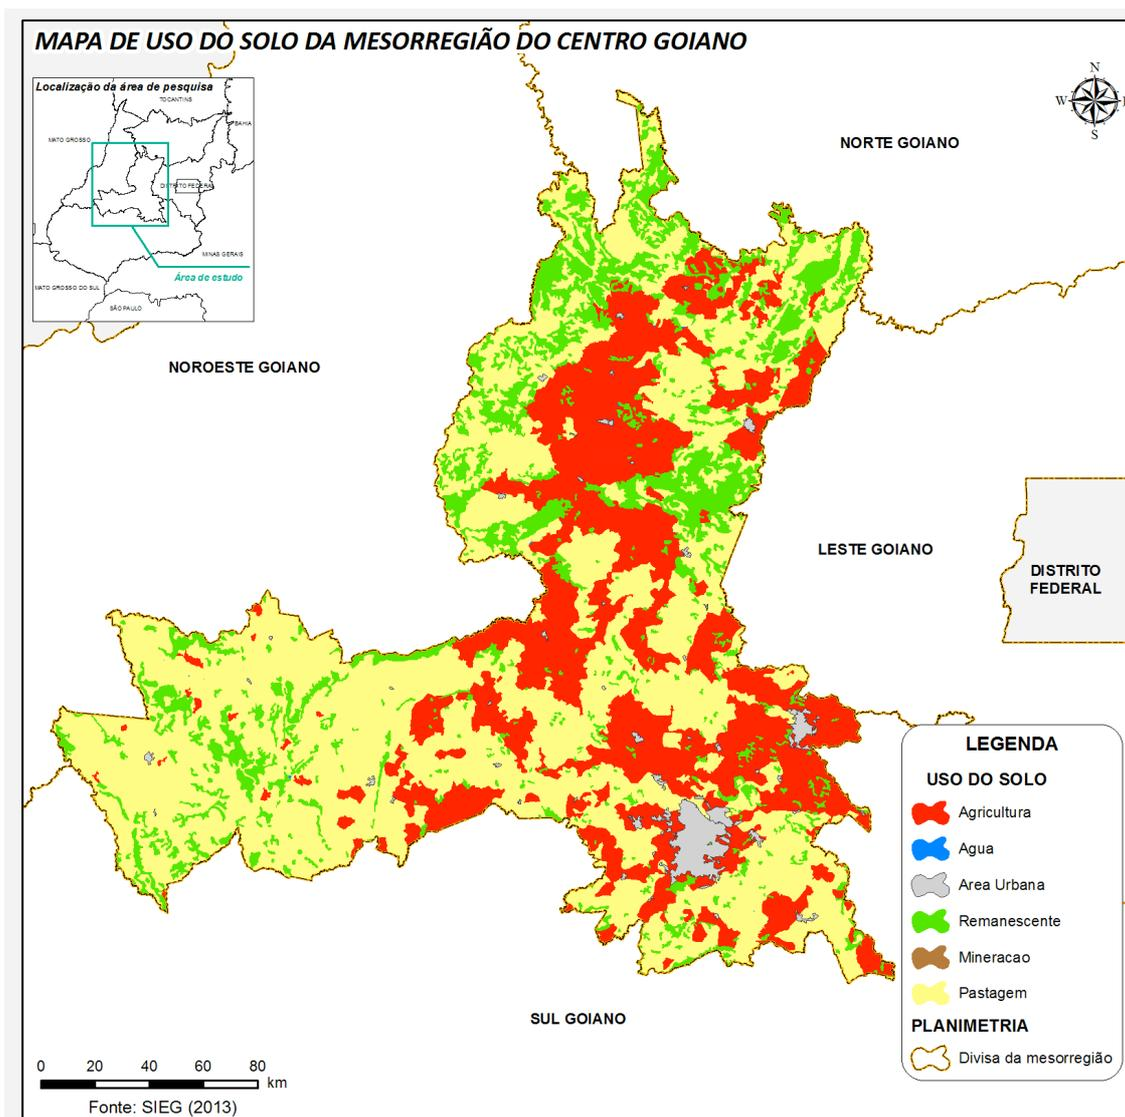 MAPA DE USO DO SOLO DA MESORREGIÃO DO CENTRO GOIANO
Localização da área de pesquisa
TOCANTINS
BAHIA
MATO GROSSO
DISTRITO FEDERAL
MINAS GERAIS
Área de estudo
MATO GROSSO DO SUL
SÃO PAULO
N
W
S
NORTE GOIANO
NOROESTE GOIANO
LESTE GOIANO
DISTRITO
FEDERAL
SUL GOIANO
LEGENDA
USO DO SOLO
Agricultura
Agua
Area Urbana
Remanescente
Mineracao
Pastagem
PLANIMETRIA
Divisa da mesorregião
0 20 40 60 80
km
Fonte: SIEG (2013)